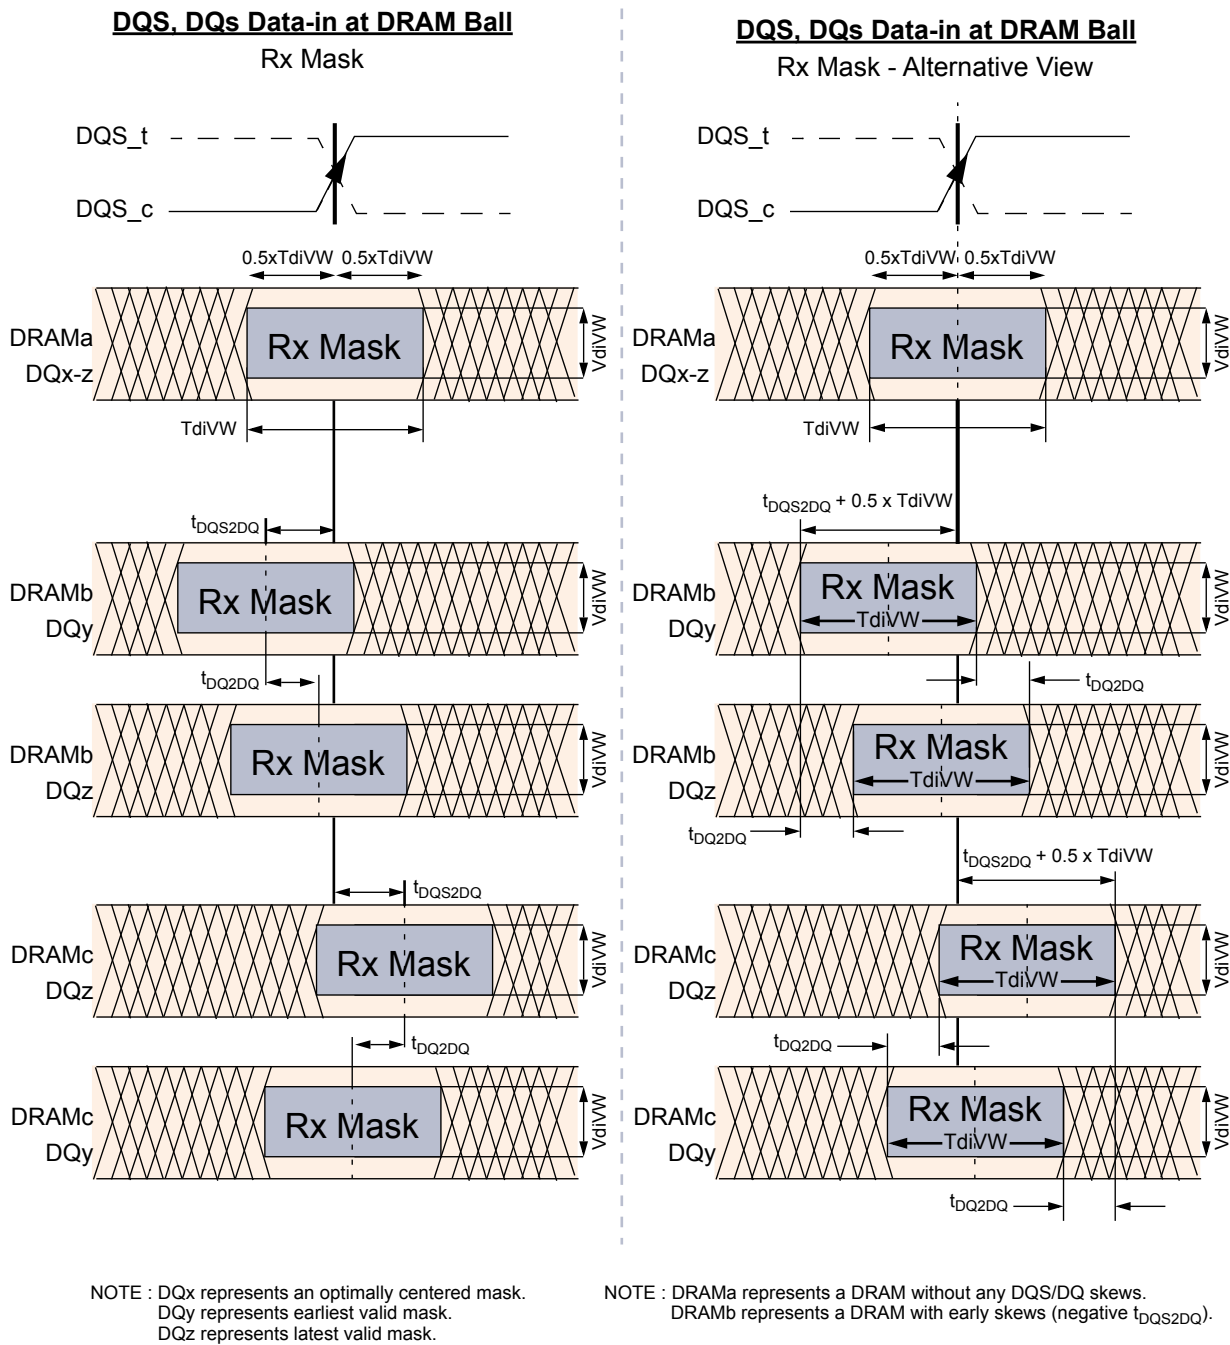 DQS, DQs Data-in at DRAM Ball
Rx Mask
DQS_t
DQS_c
0.5xTdiVW 0.5xTdiVW
DRAMa
DQx-z
Rx Mask
VdiVW
TdiVW
tDQS2DQ
DRAMb
DQy
Rx Mask
VdiVW
tDQ2DQ
DRAMb
DQz
Rx Mask
VdiVW
tDQS2DQ
DRAMc
DQz
Rx Mask
VdiVW
tDQ2DQ
DRAMc
DQy
Rx Mask
VdiVW
NOTE : DQx represents an optimally centered mask.
DQy represents earliest valid mask.
DQz represents latest valid mask.
DQS, DQs Data-in at DRAM Ball
Rx Mask - Alternative View
DQS_t
DQS_c
0.5xTdiVW 0.5xTdiVW
DRAMa
DQx-z
Rx Mask
VdiVW
TdiVW
tDQS2DQ + 0.5 x TdiVW
DRAMb
DQy
Rx Mask
TdiVW
VdiVW
tDQ2DQ
DRAMb
DQz
Rx Mask
TdiVW
VdiVW
tDQ2DQ
tDQS2DQ + 0.5 x TdiVW
DRAMc
DQz
Rx Mask
TdiVW
VdiVW
tDQ2DQ
DRAMc
DQy
Rx Mask
TdiVW
VdiVW
tDQ2DQ
NOTE : DRAMa represents a DRAM without any DQS/DQ skews.
DRAMb represents a DRAM with early skews (negative tDQS2DQ).